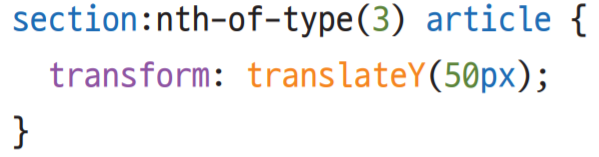 section:nth-of-type(3) article {
  transform: translateY(50px);
}